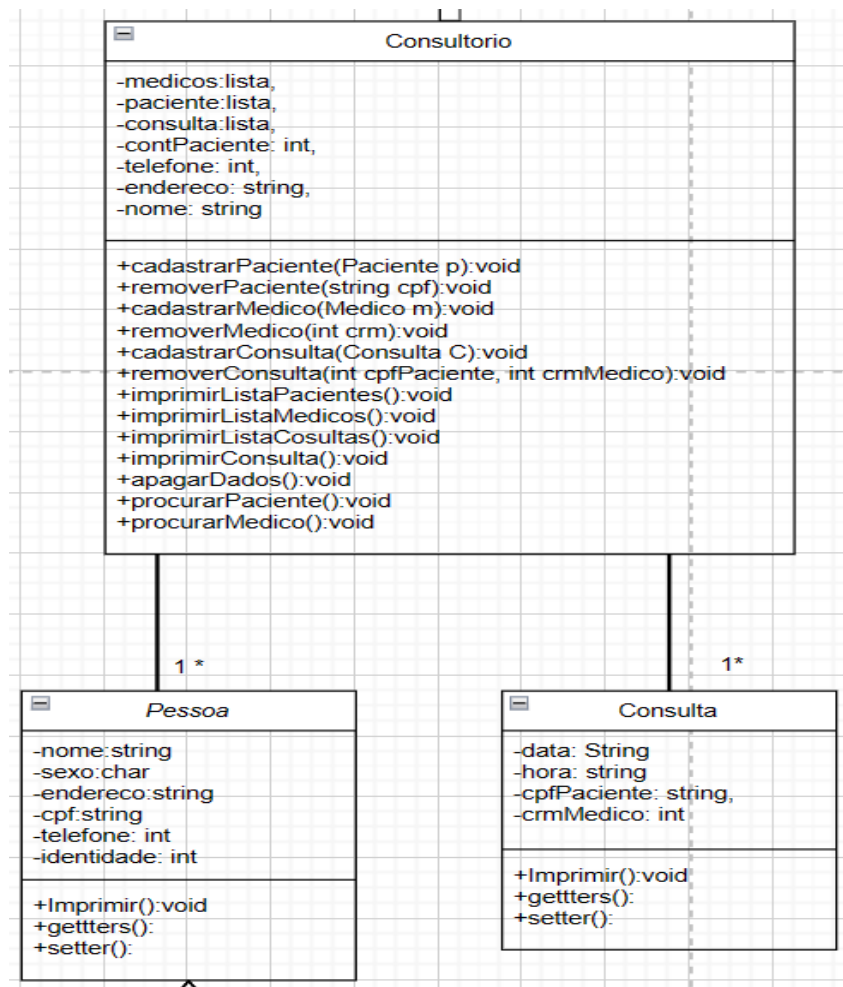 Consultorio
-medicos:lista,
-paciente:lista,
-consulta:lista,
-contPaciente: int,
-telefone: int,
-endereco: string,
-nome: string
+cadastrarPaciente(Paciente p):void
+removerPaciente(string cpf):void
+cadastrarMedico(Medico m):void
+removerMedico(int crm):void
+cadastrarConsulta(Consulta C):void
+removerConsulta(int cpfPaciente, int crmMedico):void
+imprimirListaPacientes():void
+imprimirListaMedicos():void
+imprimirListaCosultas():void
+imprimirConsulta():void
+apagarDados():void
+procurarPaciente():void
+procurarMedico():void
1 *
1*
Pessoa
-nome:string
-sexo:char
-endereco:string
-cpf:string
-telefone: int
-identidade: int
+Imprimir():void
+gettters():
+setter():
Consulta
-data: String
-hora: string
-cpfPaciente: string,
-crmMedico: int
+Imprimir():void
+gettters():
+setter():